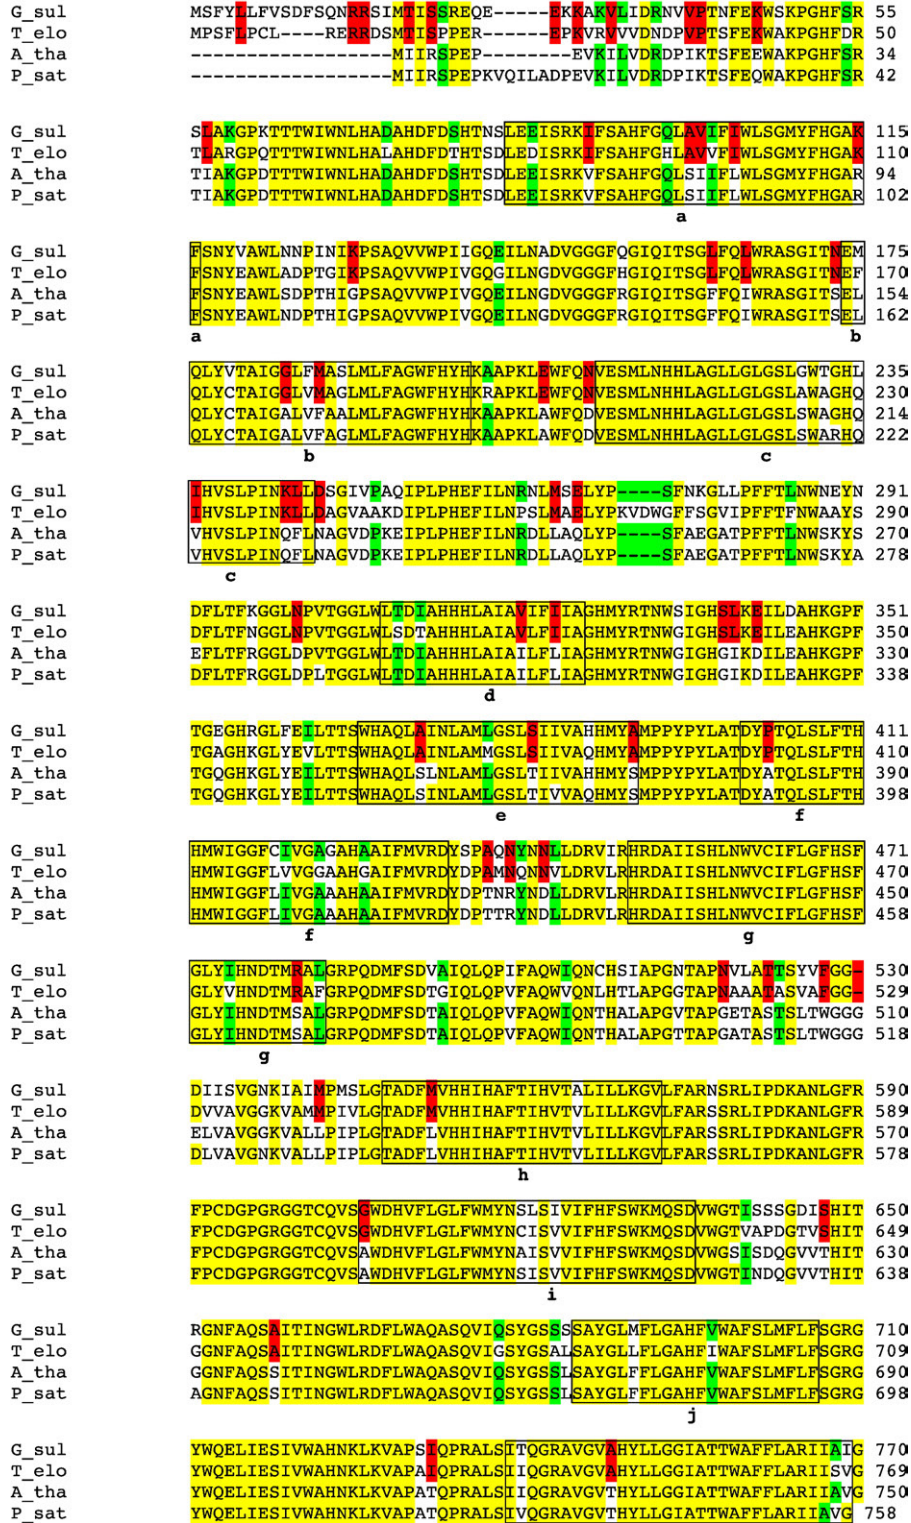 G_sul MSFYLLFVSDFSQNRRSIMTISSREQE-----EKKAKVLIDRNVVPTNFEKWSKPGHFSR 55
T_elo MPSFLPCL----RERRDSMTISPPER------EPKVRVVVDNDPVPTSFEKWAKPGHFDR 50
A_tha ------------------MIIRSPEP--------EVKILVDRDPIKTSFEEWAKPGHFSR 34
P_sat ------------------MIIRSPEPKVQILADPEVKILVDRDPIKTSFEQWAKPGHFSR 42
G_sul SLAKGPKTTTWIWNLHADAHDFDSHTNSLEEISRKIFSAHFGQLAVIFIWLSGMYFHGAK 115
T_elo TLARGPQTTTWIWNLHALAHDFDTHTSDLEDISRKIFSAHFGHLAVVFIWLSGMYFHGAK 110
A_tha TIAKGPDTTTWIWNLHADAHDFDSHTSDLEEISRKVFSAHFGQLSIIFLWLSGMYFHGAR 94
P_sat TIAKGPDTTTWIWNLHADAHDFDSHTSDLEEISRKVFSAHFGQLSIIFLWLSGMYFHGAR 102
a
G_sul FSNYVAWLNNPINIKPSAQVVWPIIGQEILNADVGGGFQGIQITSGLFQLWRASGITNEM 175
T_elo FSNYEAWLADPTGIKPSAQVVWPIVGQGILNGDVGGGFHGIQITSGLFQLWRASGITNEF 170
A_tha FSNYEAWLSDPTHIGPSAQVVWPIVGQEILNGDVGGGFRGIQITSGFFQIWRASGITSEL 154
P_sat FSNYEAWLNDPTHIGPSAQVVWPIVGQEILNGDVGGGFRGIQITSGFFQIWRASGITSEL 162
a b
G_sul QLYVTAIGGLFMASLMLFAGWFHYHKAAPKLEWFQNVESMLNHHLAGLLGLGSLGWTGHL 235
T_elo QLYCTAIGGLVMAGLMLFAGWFHYHKRAPKLEWFQNVESMLNHHLAGLLGLGSLAWAGHQ 230
A_tha QLYCTAIGALVFAALMLFAGWFHYHKAAPKLAWFQDVESMLNHHLAGLLGLGSLSWAGHQ 214
P_sat QLYCTAIGALVFAGLMLFAGWFHYHKAAPKLAWFQDVESMLNHHLAGLLGLGSLSWARHQ 222
b c
G_sul IHVSLPINKLLDSGIVPAQIPLPHEFILNRNLMSELYP----SFNKGLLPFFTLNWNEYN 291
T_elo IHVSLPINKLLDAGVAAKDIPLPHEFILNPSLMAELYPKVDWGFFSGVIPFFTFNWAAYS 290
A_tha VHVSLPINQFLNAGVDPKEIPLPHEFILNRDLLAQLYP----SFAEGATPFFTLNWSKYS 270
P_sat VHVSLPINQFLNAGVDPKEIPLPHEFILNRDLLAQLYP----SFAEGATPFFTLNWSKYA 278
c
G_sul DFLTFKGGLNPVTGGLWLTDIAHHHLAIAVIFIIAGHMYRTNWSIGHSLKEILDAHKGPF 351
T_elo DFLTFNGGLNPVTGGLWLSDTAHHHLAIAVLFIIAGHMYRTNWGIGHSLKEILEAHKGPF 350
A_tha EFLTFRGGLDPVTGGLWLTDIAHHHLAIAILFLIAGHMYRTNWGIGHGIKDILEAHKGPF 330
P_sat DFLTFRGGLDPLTGGLWLTDIAHHHLAIAILFLIAGHMYRTNWGIGHGIKDILEAHKGPF 338
d
G_sul TGEGHRGLFEILTTSWHAQLAINLAMLGSLSIIVAHHMYAMPPYPYLATDYPTQLSLFTH 411
T_elo TGAGHKGLYEVLTTSWHAQLAINLAMMGSLSIIVAQHMYAMPPYPYLATDYPTQLSLFTH 410
A_tha TGQGHKGLYEILTTSWHAQLSLNLAMLGSLTIIVAHHMYSMPPYPYLATDYATQLSLFTH 390
P_sat TGQGHKGLYEILTTSWHAQLSINLAMLGSLTIVVAQHMYSMPPYPYLATDYATQLSLFTH 398
e f
G_sul HMWIGGFCIVGAGAHAAIFMVRDYSPAQNYNNLLDRVIRHRDAIISHLNWVCIFLGFHSF 471
T_elo HMWIGGFLVVGGAAHGAIFMVRDYDPAMNQNNVLDRVLRHRDAIISHLNWVCIFLGFHSF 470
A_tha HMWIGGFLIVGAAAHAAIFMVRDYDPTNRYNDLLDRVLRHRDAIISHLNWVCIFLGFHSF 450
P_sat HMWIGGFLIVGAAAHAAIFMVRDYDPTTRYNDLLDRVLRHRDAIISHLNWVCIFLGFHSF 458
f g
G_sul GLYIHNDTMRALGRPQDMFSDVAIQLQPIFAQWIQNCHSIAPGNTAPNVLATTSYVFGG- 530
T_elo GLYVHNDTMRAFGRPQDMFSDTGIQLQPVFAQWVQNLHTLAPGGTAPNAAATASVAFGG- 529
A_tha GLYIHNDTMSALGRPQDMFSDTAIQLQPVFAQWIQNTHALAPGVTAPGETASTSLTWGGG 510
P_sat GLYIHNDTMSALGRPQDMFSDTAIQLQPVFAQWIQNTHALAPGTTAPGATASTSLTWGGG 518
g
G_sul DIISVGNKIAIMPMSLGTADFMVHHIHAFTIHVTALILLKGVLFARNSRLIPDKANLGFR 590
T_elo DVVAVGGKVAMMPIVLGTADFMVHHIHAFTIHVTVLILLKGVLFARSSRLIPDKANLGFR 589
A_tha ELVAVGGKVALLPIPLGTADFLVHHIHAFTIHVTVLILLKGVLFARSSRLIPDKANLGFR 570
P_sat DLVAVGNKVALLPIPLGTADFLVHHIHAFTIHVTVLILLKGVLFARSSRLIPDKANLGFR 578
h
G_sul FPCDGPGRGGTCQVSGWDHVFLGLFWMYNSLSIVIFHFSWKMQSDVWGTISSSGDISHIT 650
T_elo FPCDGPGRGGTCQVSGWDHVFLGLFWMYNCISVVIFHFSWKMQSDVWGTVAPDGTVSHIT 649
A_tha FPCDGPGRGGTCQVSAWDHVFLGLFWMYNAISVVIFHFSWKMQSDVWGSISDQGVVTHIT 630
P_sat FPCDGPGRGGTCQVSAWDHVFLGLFWMYNSISVVIFHFSWKMQSDVWGTINDQGVVTHIT 638
i
G_sul RGNFAQSAITINGWLRDFLWAQASQVIQSYGSSSSAYGLMFLGAHFVWAFSLMFLFSGRG 710
T_elo GGNFAQSAITINGWLRDFLWAQASQVIGSYGSALSAYGLLFLGAHFIWAFSLMFLFSGRG 709
A_tha GGNFAQSSITINGWLRDFLWAQASQVIQSYGSSLSAYGLFFLGAHFVWAFSLMFLFSGRG 690
P_sat AGNFAQSSITINGWLRDFLWAQASQVIQSYGSSLSAYGLFFLGAHFVWAFSLMFLFSGRG 698
j
G_sul YWQELIESIVWAHNKLKVAPSIQPRALSITQGRAVGVAHYLLGGIATTWAFFLARIIAIG 770
T_elo YWQELIESIVWAHNKLKVAPAIQPRALSIIQGRAVGVAHYLLGGIATTWAFFLARIISVG 769
A_tha YWQELIESIVWAHNKLKVAPATQPRALSIIQGRAVGVTHYLLGGIATTWAFFLARIIAVG 750
P_sat YWQELIESIVWAHNKLKVAPATQPRALSIVQGRAVGVTHYLLGGIATTWAFFLARIIAVG 758